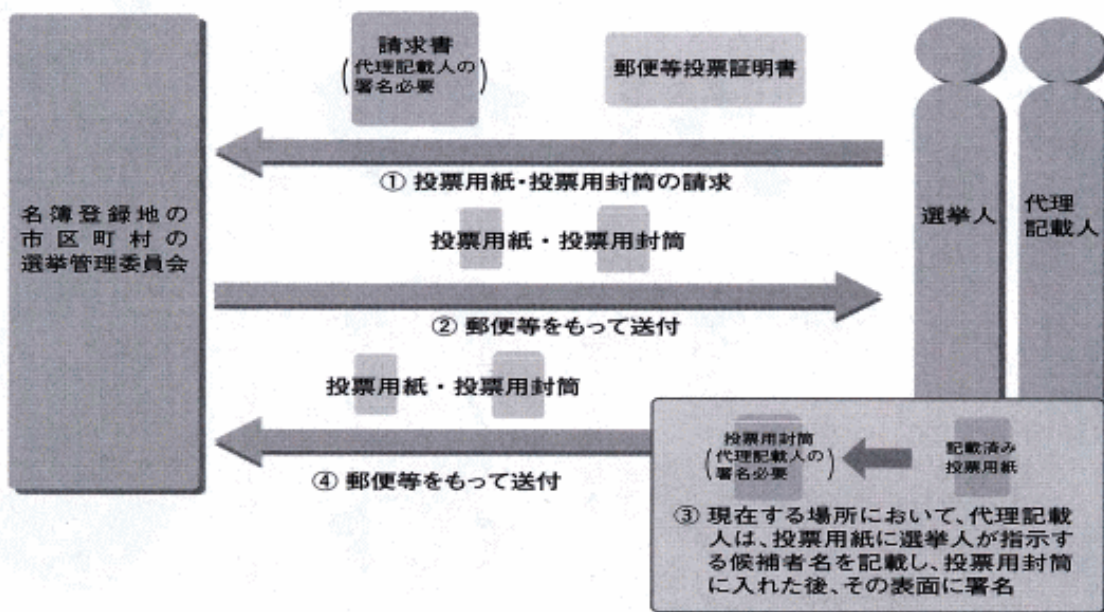 請求書
(代理記載人の
署名必要)
郵便等投票証明書
① 投票用紙・投票用封筒の請求
名簿登録地の
市区町村の
選挙管理委員会
選挙人
代理
記載人
投票用紙・投票用封筒
② 郵便等をもって送付
投票用紙・投票用封筒
④ 郵便等をもって送付
投票用封筒
(代理記載人の
署名必要)
記載済み
投票用紙
③ 現在する場所において、代理記載
人は、投票用紙に選挙人が指示す
る候補者名を記載し、投票用封筒
に入れた後、その表面に署名